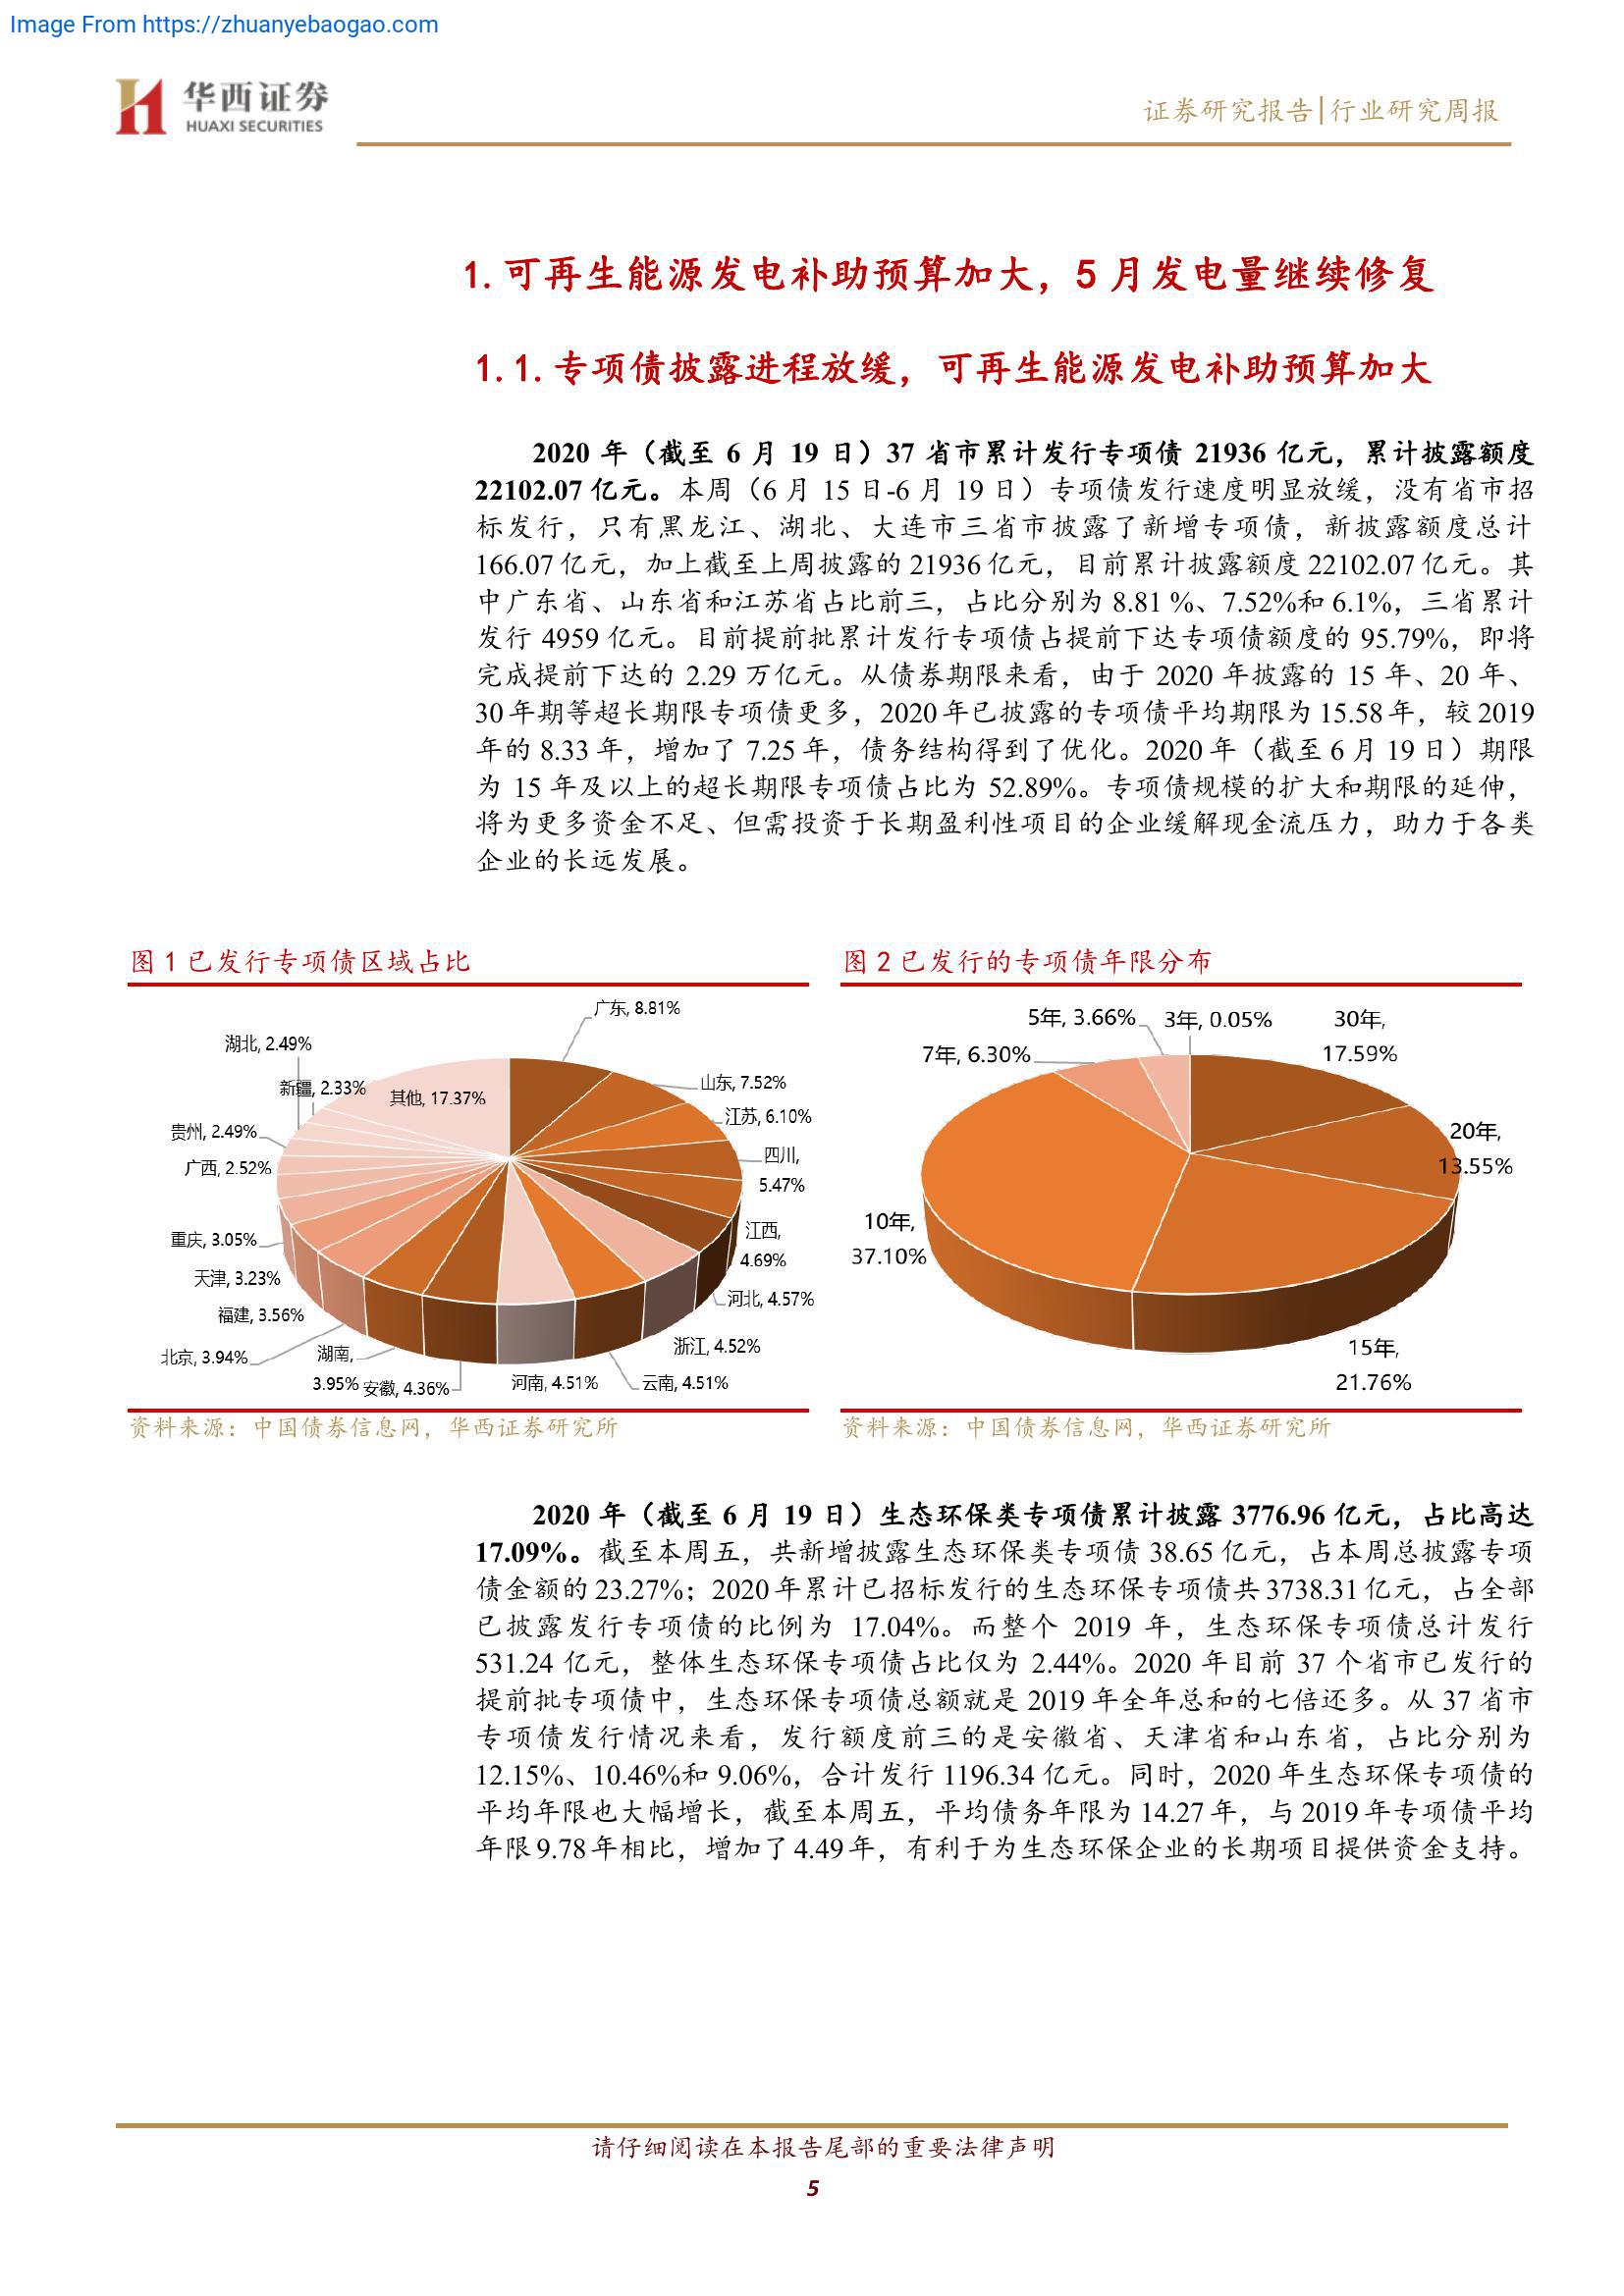 Image From https://zhuanyebaogao.com
华西证券
HUAXI SECURITIES
证券研究报告|行业研究周报
1.可再生能源发电补助预算加大，5 月发电量继续修复
1.1.专项债披露进程放缓，可再生能源发电补助预算加大
2020 年（截至 6 月 19 日）37 省市累计发行专项债 21936 亿元，累计披露额度
22102.07 亿元。本周（6 月 15 日-6 月 19 日）专项债发行速度明显放缓，没有省市招
标发行，只有黑龙江、湖北、大连市三省市披露了新增专项债，新披露额度总计
166.07 亿元，加上截至上周披露的 21936 亿元，目前累计披露额度 22102.07 亿元。其
中广东省、山东省和江苏省占比前三，占比分别为 8.81 %、7.52%和 6.1%，三省累计
发行 4959 亿元。目前提前批累计发行专项债占提前下达专项债额度的 95.79%，即将
完成提前下达的 2.29 万亿元。从债券期限来看，由于 2020 年披露的 15 年、20 年、
30 年期等超长期限专项债更多，2020 年已披露的专项债平均期限为 15.58 年，较 2019
年的 8.33 年，增加了 7.25 年，债务结构得到了优化。2020 年（截至 6 月 19 日）期限
为 15 年及以上的超长期限专项债占比为 52.89%。专项债规模的扩大和期限的延伸，
将为更多资金不足、但需投资于长期盈利性项目的企业缓解现金流压力，助力于各类
企业的长远发展。
图 1 已发行专项债区域占比
广东, 8.81%
山东, 7.52%
江苏, 6.10%
四川,
5.47%
江西,
4.69%
河北, 4.57%
浙江, 4.52%
云南, 4.51%
河南, 4.51%
安徽, 4.36%
湖南,
3.95%
北京, 3.94%
福建, 3.56%
天津, 3.23%
重庆, 3.05%
广西, 2.52%
贵州, 2.49%
新疆, 2.33%
湖北, 2.49%
其他, 17.37%
资料来源：中国债券信息网，华西证券研究所
图 2 已发行的专项债年限分布
5年, 3.66%
3年, 0.05%
30年,
17.59%
7年, 6.30%
20年,
13.55%
10年,
37.10%
15年,
21.76%
资料来源：中国债券信息网，华西证券研究所
2020 年（截至 6 月 19 日）生态环保类专项债累计披露 3776.96 亿元，占比高达
17.09%。截至本周五，共新增披露生态环保类专项债 38.65 亿元，占本周总披露专项
债金额的 23.27%；2020 年累计已招标发行的生态环保专项债共 3738.31 亿元，占全部
已披露发行专项债的比例为 17.04%。而整个 2019 年，生态环保专项债总计发行
531.24 亿元，整体生态环保专项债占比仅为 2.44%。2020 年目前 37 个省市已发行的
提前批专项债中，生态环保专项债总额就是 2019 年全年总和的七倍还多。从 37 省市
专项债发行情况来看，发行额度前三的是安徽省、天津省和山东省，占比分别为
12.15%、10.46%和 9.06%，合计发行 1196.34 亿元。同时，2020 年生态环保专项债的
平均年限也大幅增长，截至本周五，平均债务年限为 14.27 年，与 2019 年专项债平均
年限 9.78 年相比，增加了 4.49 年，有利于为生态环保企业的长期项目提供资金支持。
请仔细阅读在本报告尾部的重要法律声明
5